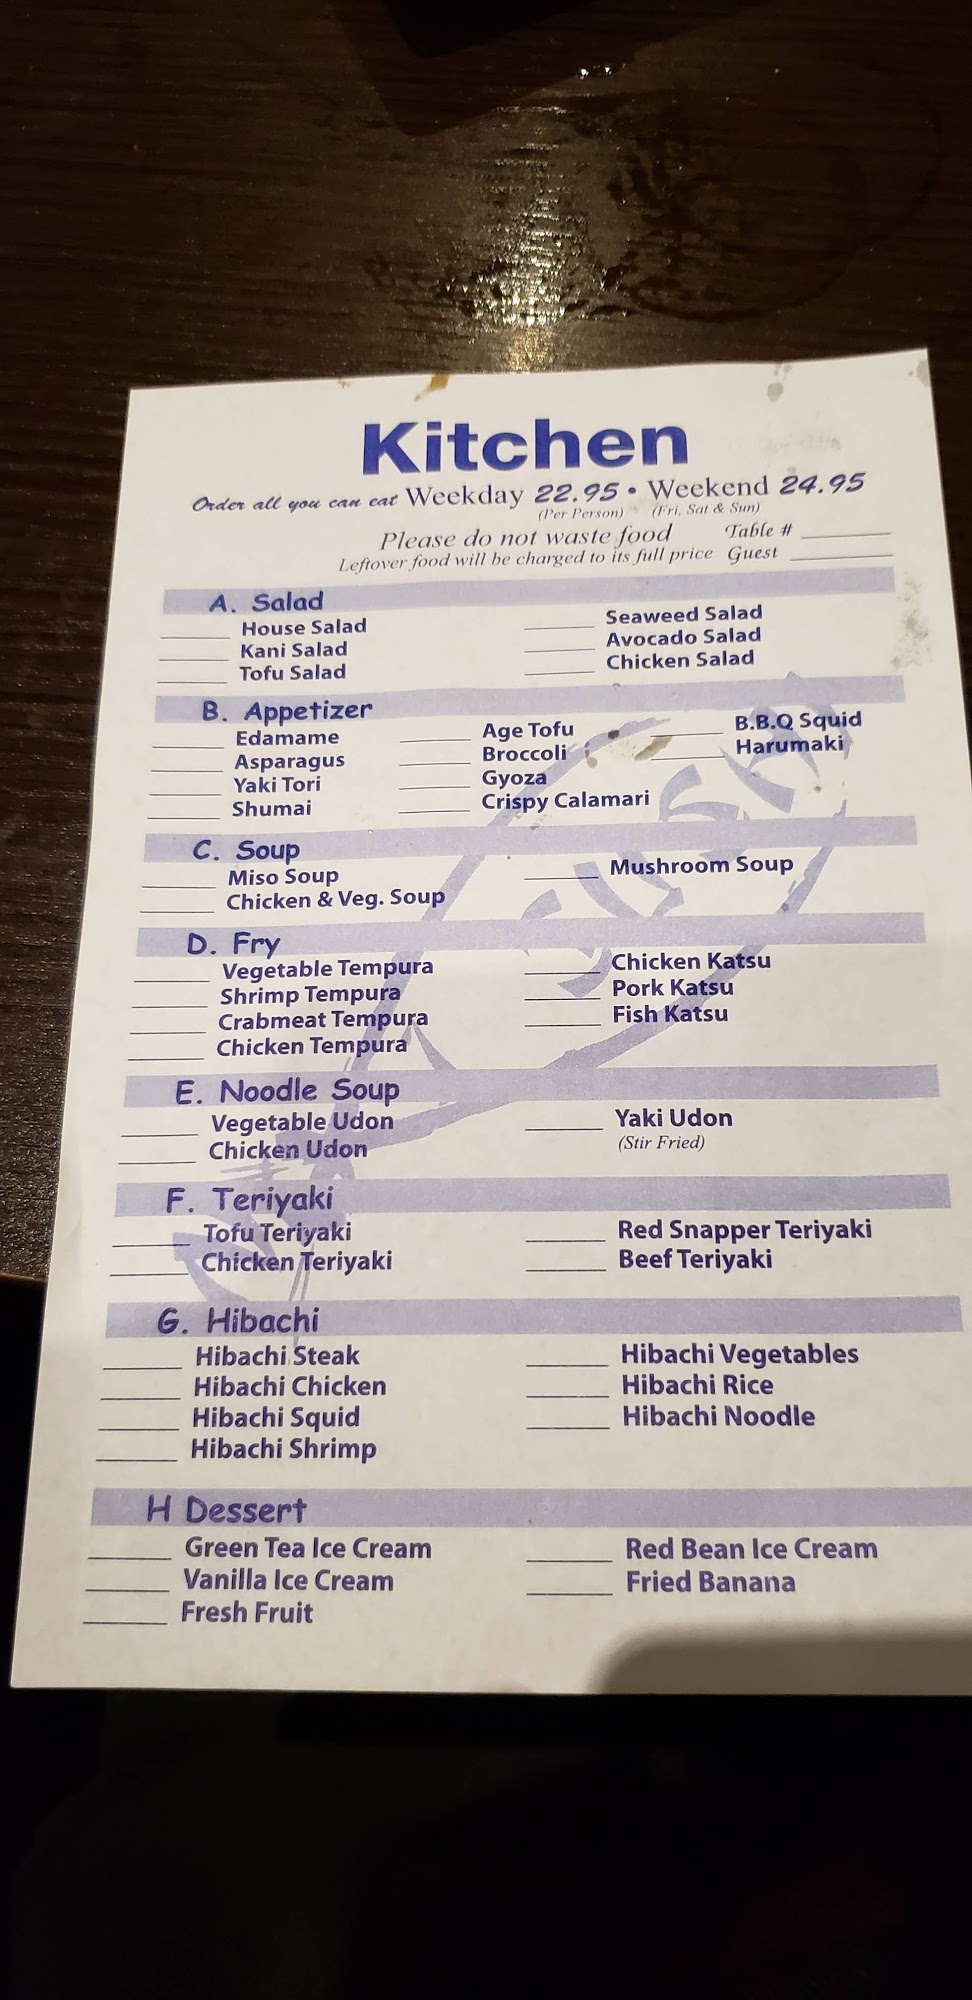 Kitchen
Order all you can eat Weekday 22.95 • Weekend 24.95
(Per Person) (Fri, Sat & Sun)
Please do not waste food Table #
Leftover food will be charged to its full price Guest
A. Salad
House Salad Seaweed Salad
Kani Salad Avocado Salad
Tofu Salad Chicken Salad
B. Appetizer
Edamame Age Tofu B.B.Q Squid
Asparagus Broccoli Harumaki
Yaki Tori Gyoza
Shumai Crispy Calamari
C. Soup
Miso Soup Mushroom Soup
Chicken & Veg. Soup
D. Fry
Vegetable Tempura Chicken Katsu
Shrimp Tempura Pork Katsu
Crabmeat Tempura Fish Katsu
Chicken Tempura
E. Noodle Soup
Vegetable Udon Yaki Udon
Chicken Udon (Stir Fried)
F. Teriyaki
Tofu Teriyaki Red Snapper Teriyaki
Chicken Teriyaki Beef Teriyaki
G. Hibachi
Hibachi Steak Hibachi Vegetables
Hibachi Chicken Hibachi Rice
Hibachi Squid Hibachi Noodle
Hibachi Shrimp
H Dessert
Green Tea Ice Cream Red Bean Ice Cream
Vanilla Ice Cream Fried Banana
Fresh Fruit